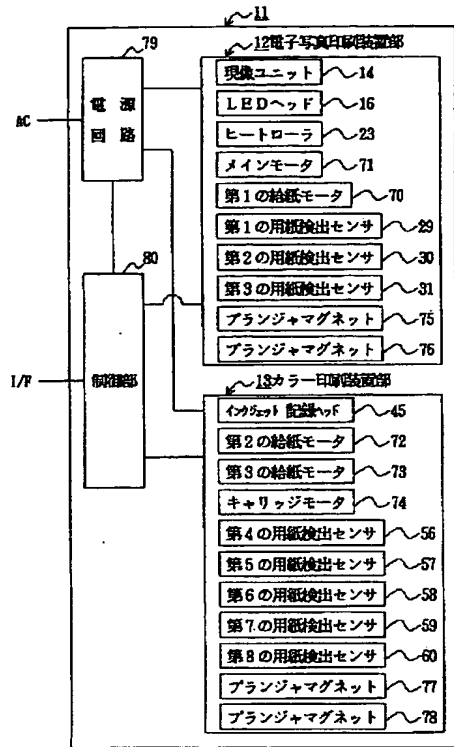 11
79
電源
回路
AC
12電子写真印刷装置部
現像ユニット 14
LEDヘッド 16
ヒートローラ 23
メインモータ 71
第1の給紙モータ 70
第1の用紙検出センサ 29
第2の用紙検出センサ 30
第3の用紙検出センサ 31
プランジャマグネット 75
プランジャマグネット 76
80
I/F
制御部
13カラー印刷装置部
インクジェット 記録ヘッド 45
第2の給紙モータ 72
第3の給紙モータ 73
キャリッジモータ 74
第4の用紙検出センサ 56
第5の用紙検出センサ 57
第6の用紙検出センサ 58
第7の用紙検出センサ 59
第8の用紙検出センサ 60
プランジャマグネット 77
プランジャマグネット 78